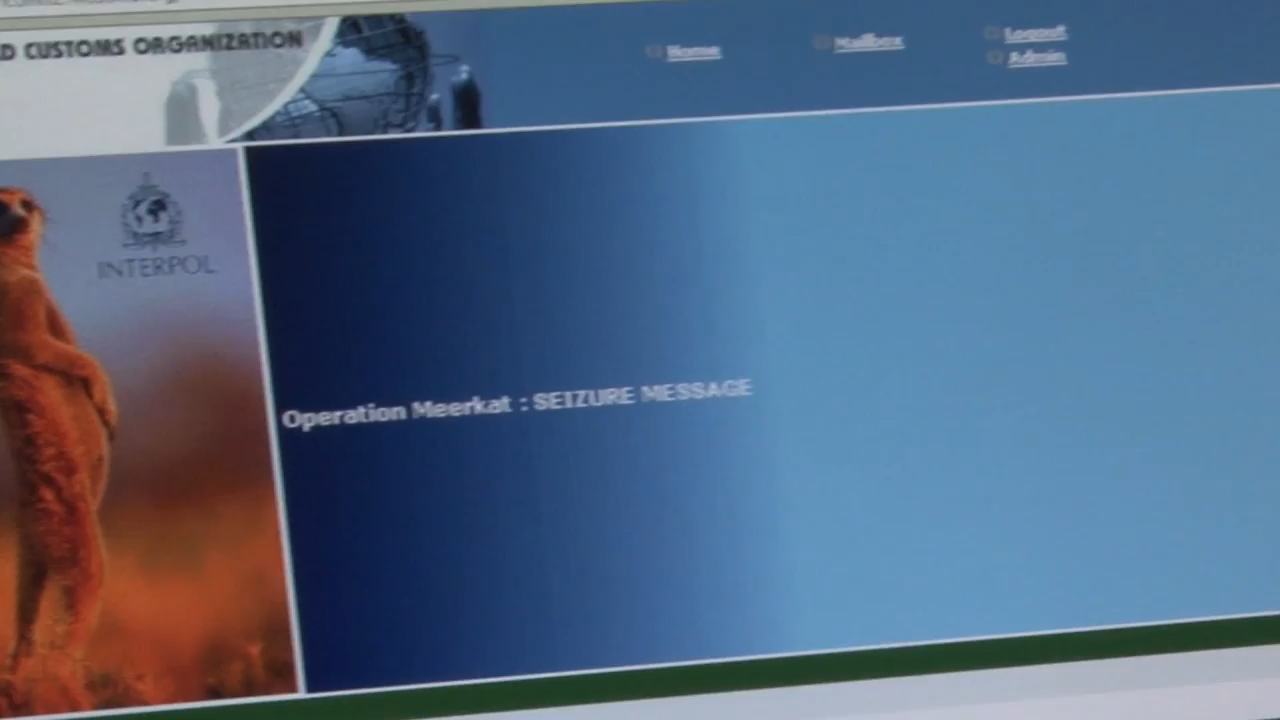 D CUSTOMS ORGANIZATION
Home
Mailbox
Logout
Admin
INTERPOL
Operation Meerkat : SEIZURE MESSAGE